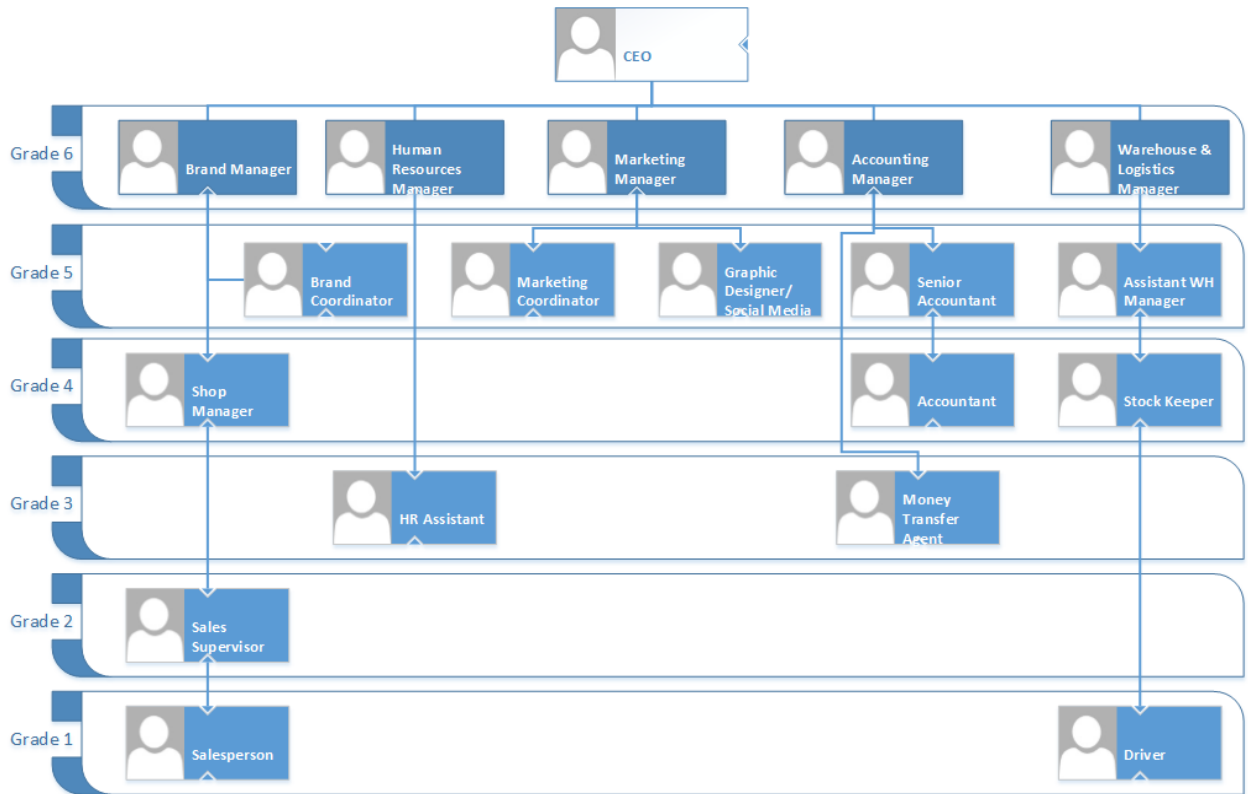 CEO
Grade 6
Brand Manager
Human
Resources
Manager
Marketing
Manager
Accounting
Manager
Warehouse &
Logistics
Manager
Grade 5
Brand
Coordinator
Marketing
Coordinator
Graphic
Designer/
Social Media
Senior
Accountant
Assistant WH
Manager
Grade 4
Shop
Manager
Accountant
Stock Keeper
Grade 3
HR Assistant
Money
Transfer
Agent
Grade 2
Sales
Supervisor
Grade 1
Salesperson
Driver